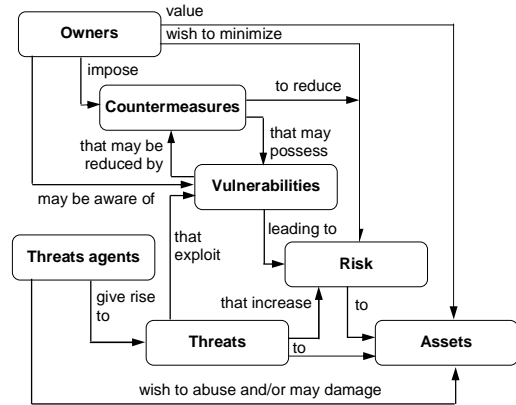 value
Owners
wish to minimize
impose
to reduce
Countermeasures
that may be
reduced by
that may
possess
Vulnerabilities
may be aware of
that
exploit
leading to
Threats agents
Risk
give rise
to
that increase
to
Threats
to
Assets
wish to abuse and/or may damage